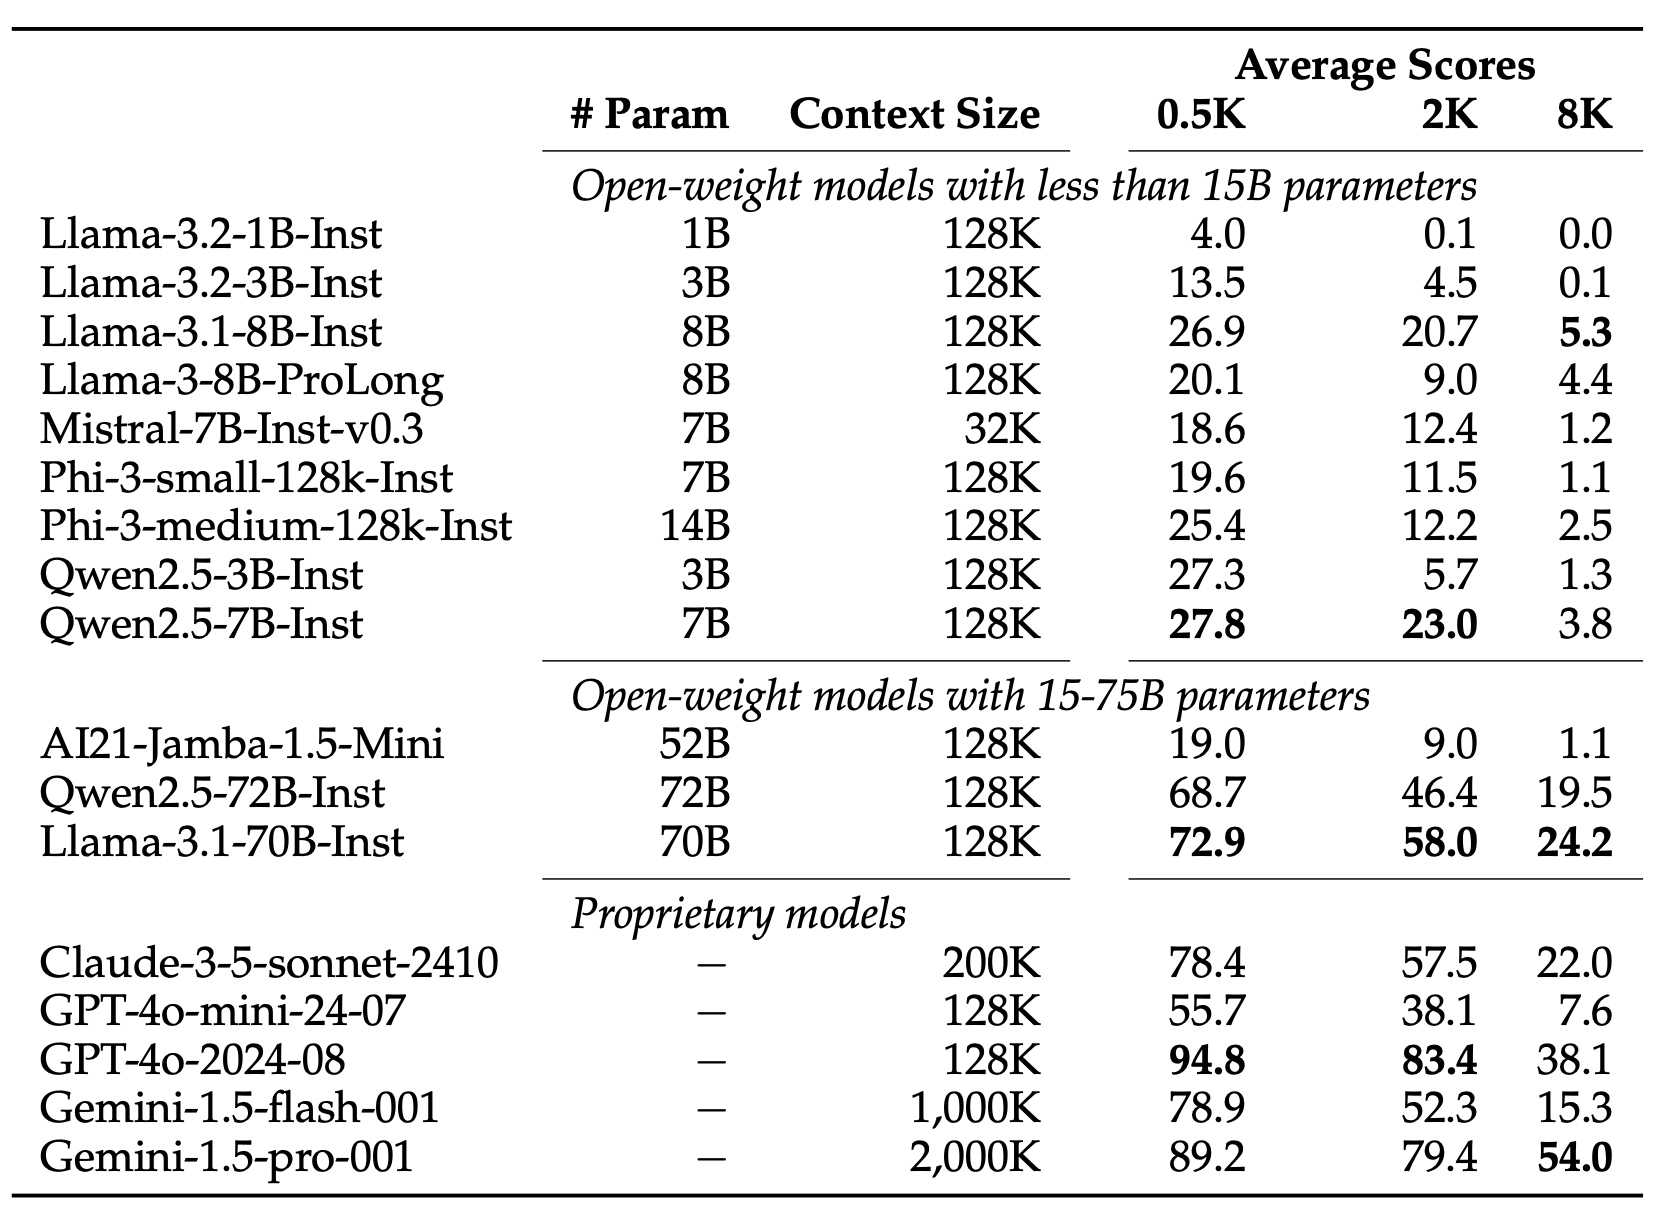 Average Scores
# Param Context Size 0.5K 2K 8K
Open-weight models with less than 15B parameters
Llama-3.2-1B-Inst 1B 128K 4.0 0.1 0.0
Llama-3.2-3B-Inst 3B 128K 13.5 4.5 0.1
Llama-3.1-8B-Inst 8B 128K 26.9 20.7 5.3
Llama-3-8B-ProLong 8B 128K 20.1 9.0 4.4
Mistral-7B-Inst-v0.3 7B 32K 18.6 12.4 1.2
Phi-3-small-128k-Inst 7B 128K 19.6 11.5 1.1
Phi-3-medium-128k-Inst 14B 128K 25.4 12.2 2.5
Qwen2.5-3B-Inst 3B 128K 27.3 5.7 1.3
Qwen2.5-7B-Inst 7B 128K 27.8 23.0 3.8
Open-weight models with 15-75B parameters
AI21-Jamba-1.5-Mini 52B 128K 19.0 9.0 1.1
Qwen2.5-72B-Inst 72B 128K 68.7 46.4 19.5
Llama-3.1-70B-Inst 70B 128K 72.9 58.0 24.2
Proprietary models
Claude-3-5-sonnet-2410 – 200K 78.4 57.5 22.0
GPT-4o-mini-24-07 – 128K 55.7 38.1 7.6
GPT-4o-2024-08 – 128K 94.8 83.4 38.1
Gemini-1.5-flash-001 – 1,000K 78.9 52.3 15.3
Gemini-1.5-pro-001 – 2,000K 89.2 79.4 54.0